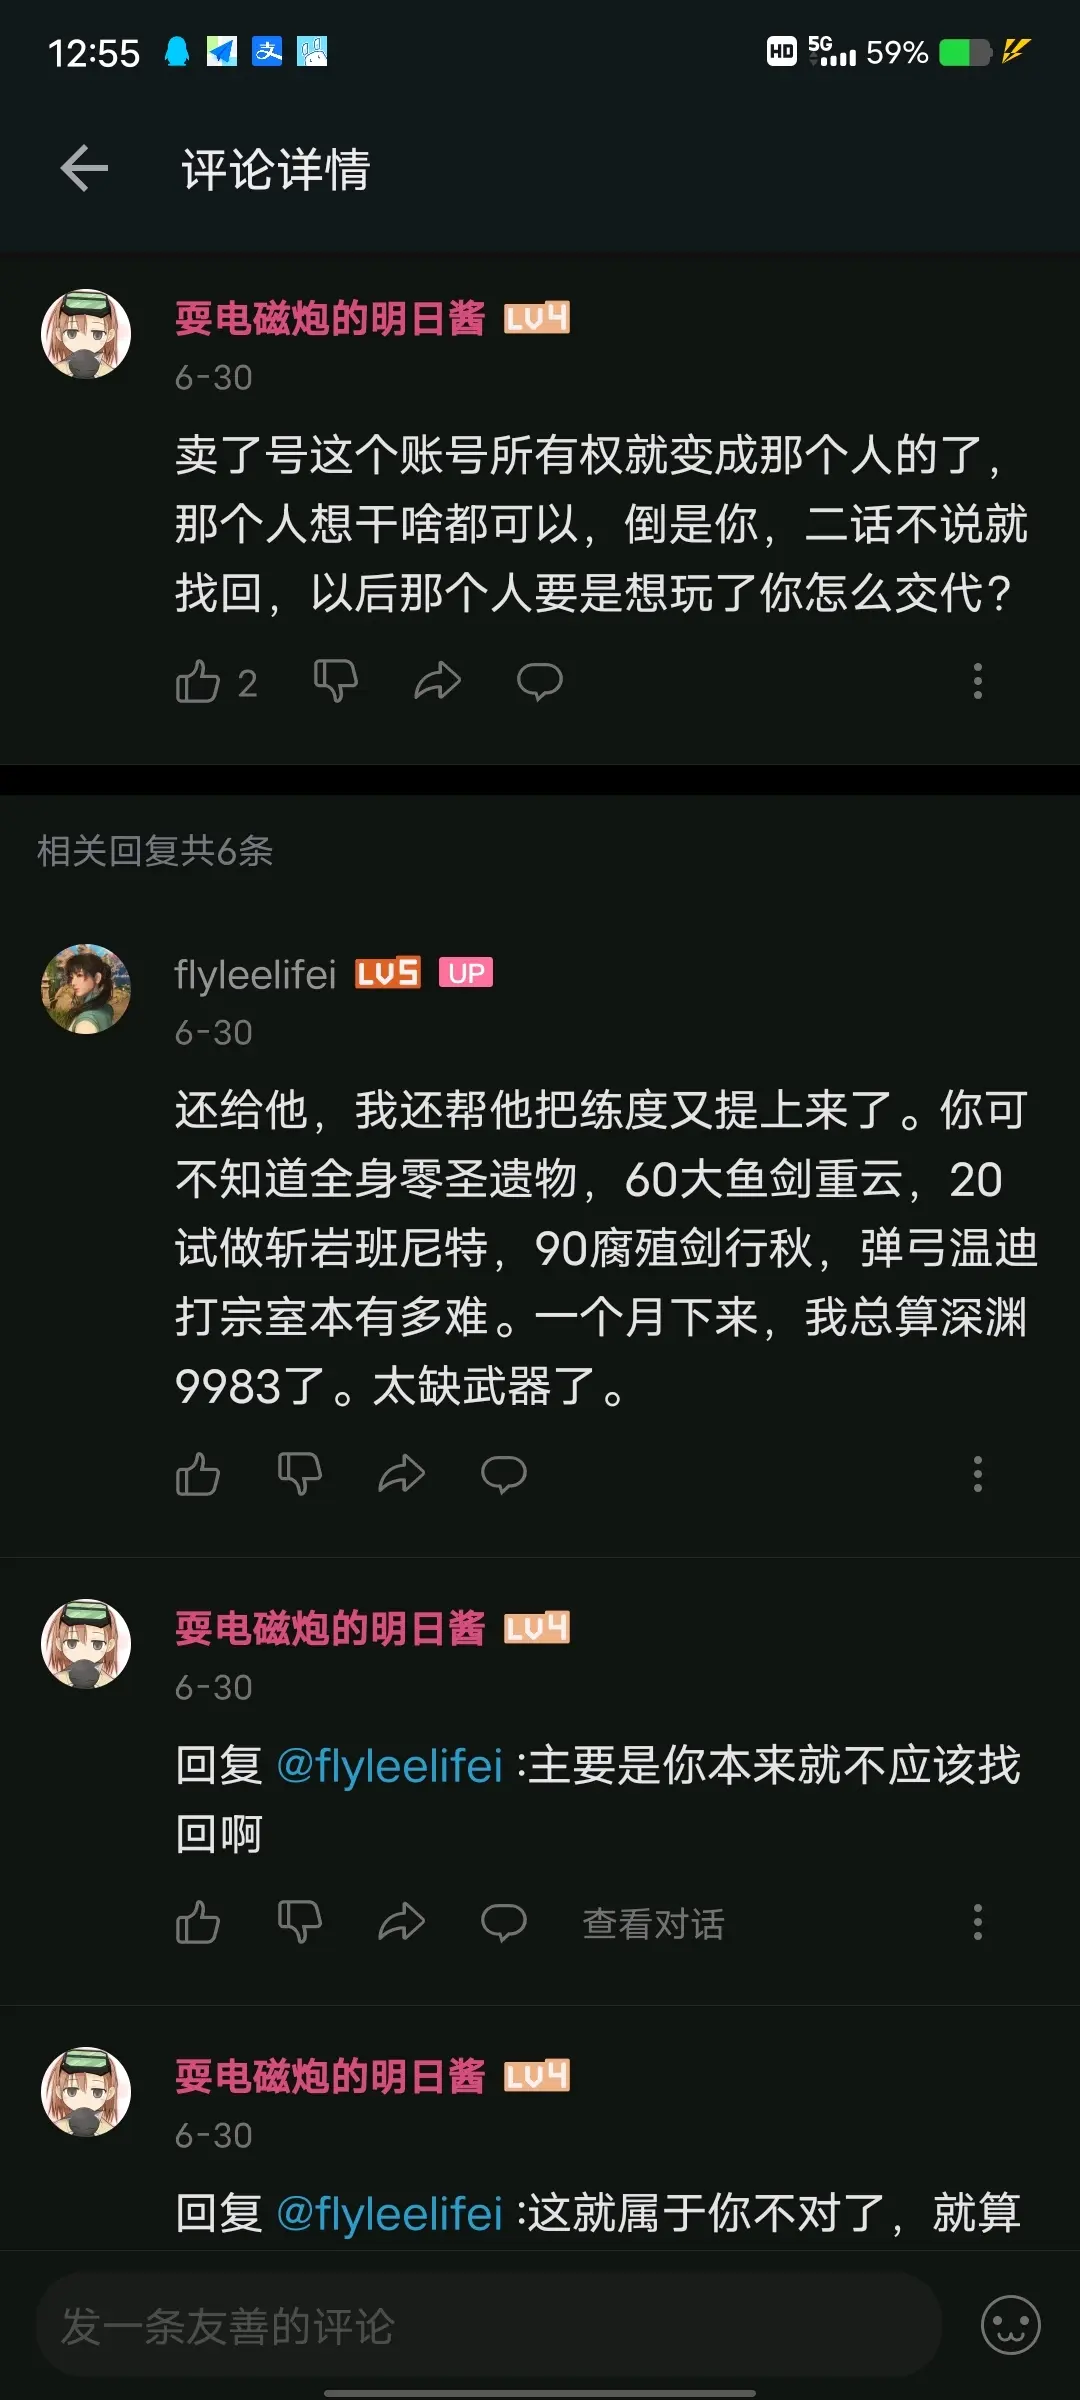 12:55
HD 5G 59%
评论详情
耍电磁炮的明日酱 LV4
6-30
卖了号这个账号所有权就变成那个人的了，
那个人想干啥都可以，倒是你，二话不说就
找回，以后那个人要是想玩了你怎么交代？
2
相关回复共6条
flyleelifei LV5 UP
6-30
还给他，我还帮他把练度又提上来了。你可
不知道全身零圣遗物，60大鱼剑重云，20
试做斩岩班尼特，90腐殖剑行秋，弹弓温迪
打宗室本有多难。一个月下来，我总算深渊
9983了。太缺武器了。
耍电磁炮的明日酱 LV4
6-30
回复 @flyleelifei :主要是你本来就不应该找
回啊
查看对话
耍电磁炮的明日酱 LV4
6-30
回复 @flyleelifei :这就属于你不对了，就算
发一条友善的评论